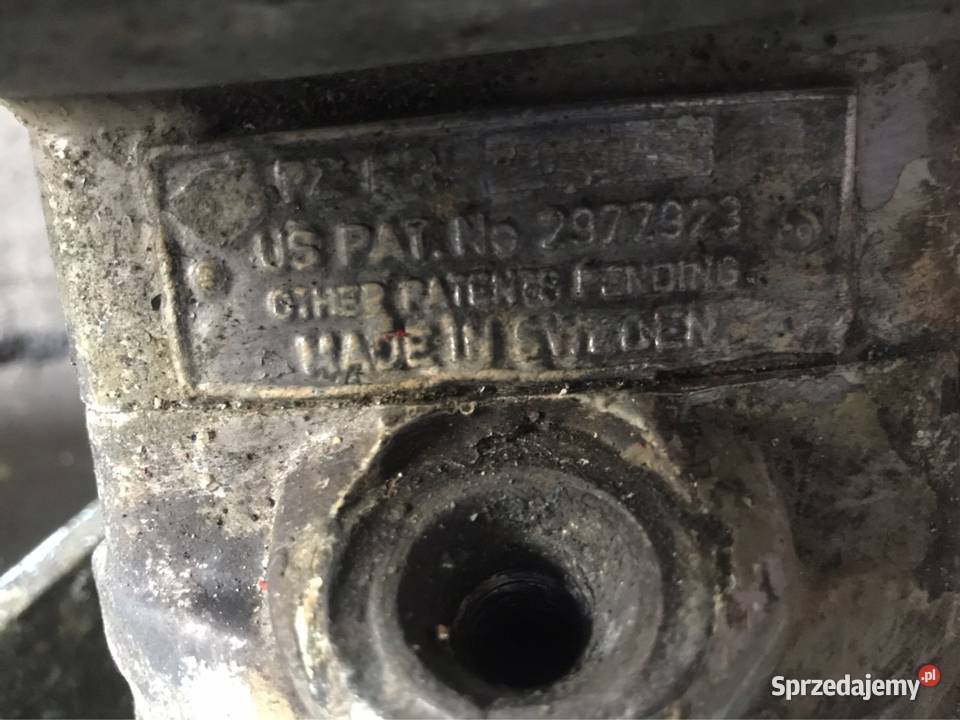 US PAT. No 2977923
OTHER PATENTS PENDING
MADE IN SWEDEN
Sprzedajemy.pl